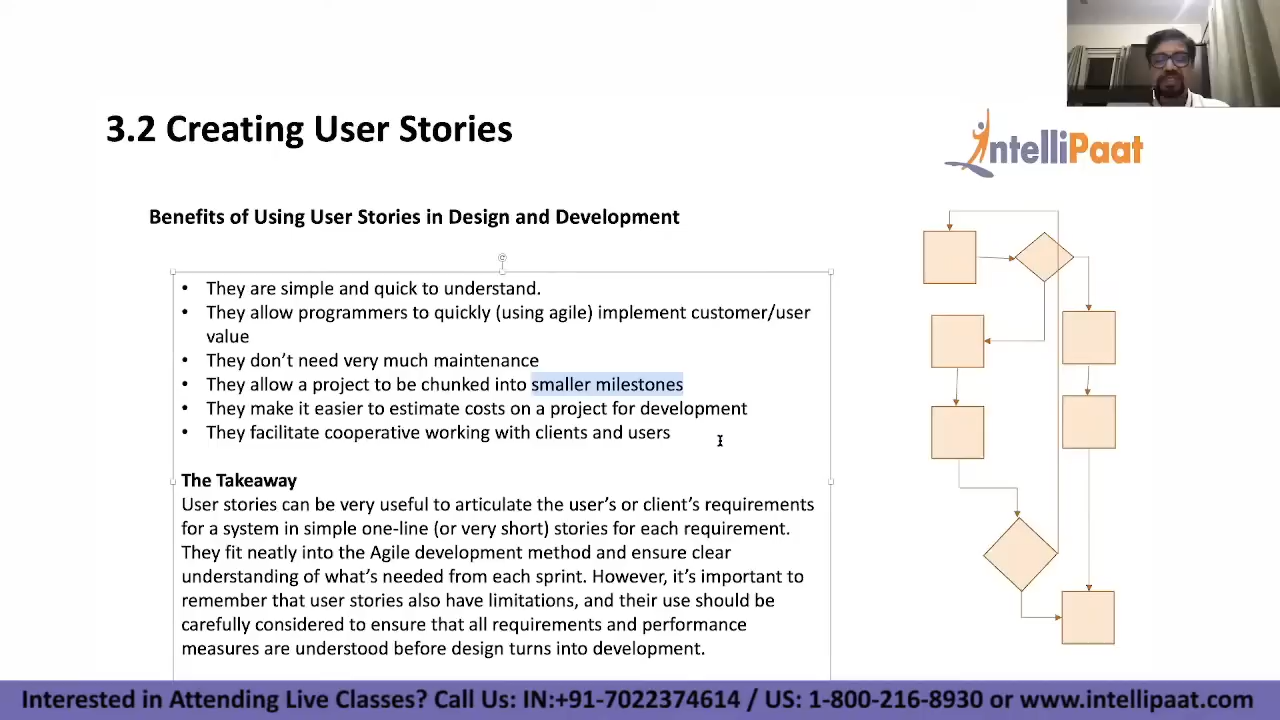 3.2 Creating User Stories
IntelliPaat
Benefits of Using User Stories in Design and Development
• They are simple and quick to understand.
• They allow programmers to quickly (using agile) implement customer/user
value
• They don’t need very much maintenance
• They allow a project to be chunked into smaller milestones
• They make it easier to estimate costs on a project for development
• They facilitate cooperative working with clients and users
The Takeaway
User stories can be very useful to articulate the user’s or client’s requirements
for a system in simple one-line (or very short) stories for each requirement.
They fit neatly into the Agile development method and ensure clear
understanding of what’s needed from each sprint. However, it’s important to
remember that user stories also have limitations, and their use should be
carefully considered to ensure that all requirements and performance
measures are understood before design turns into development.
Interested in Attending Live Classes? Call Us: IN:+91-7022374614 / US: 1-800-216-8930 or www.intellipaat.com